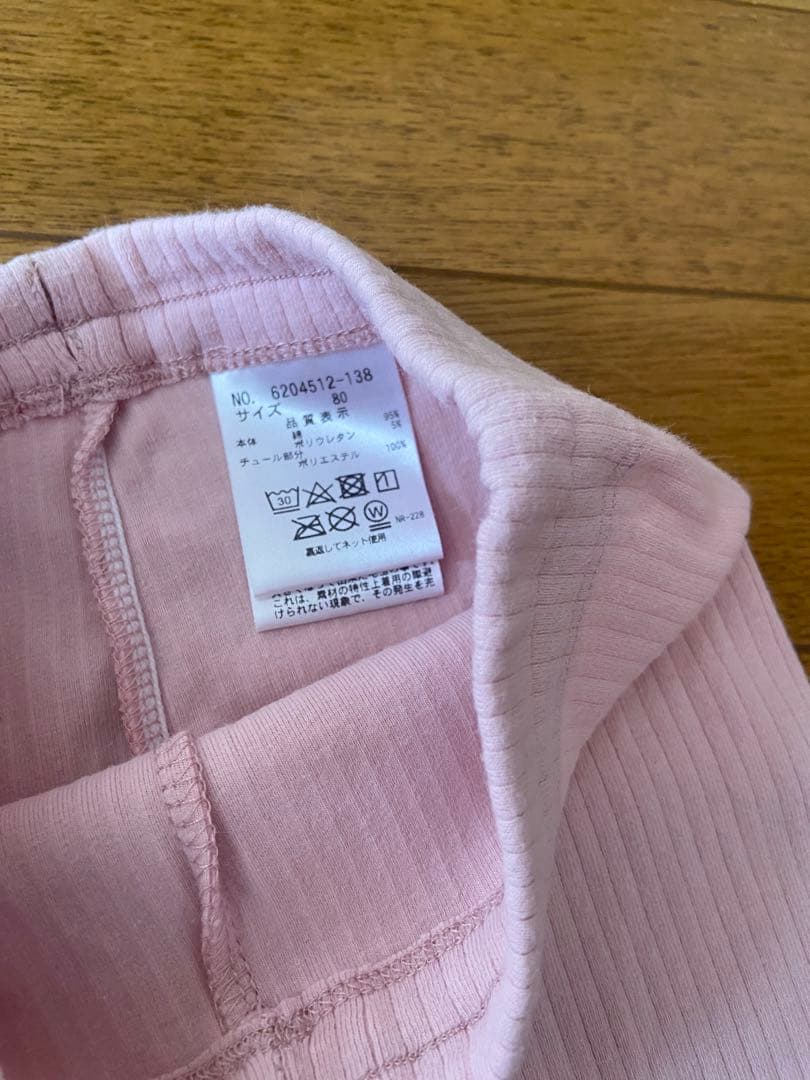 NO. 6204512-138
サイズ 80
品質表示
本体 綿 95%
ポリウレタン 5%
チュール部分 ポリエステル 100%
30
W NR-228
裏返してネット使用
これは、素材の特性上着用の際避
けられない現象で、その発生を完